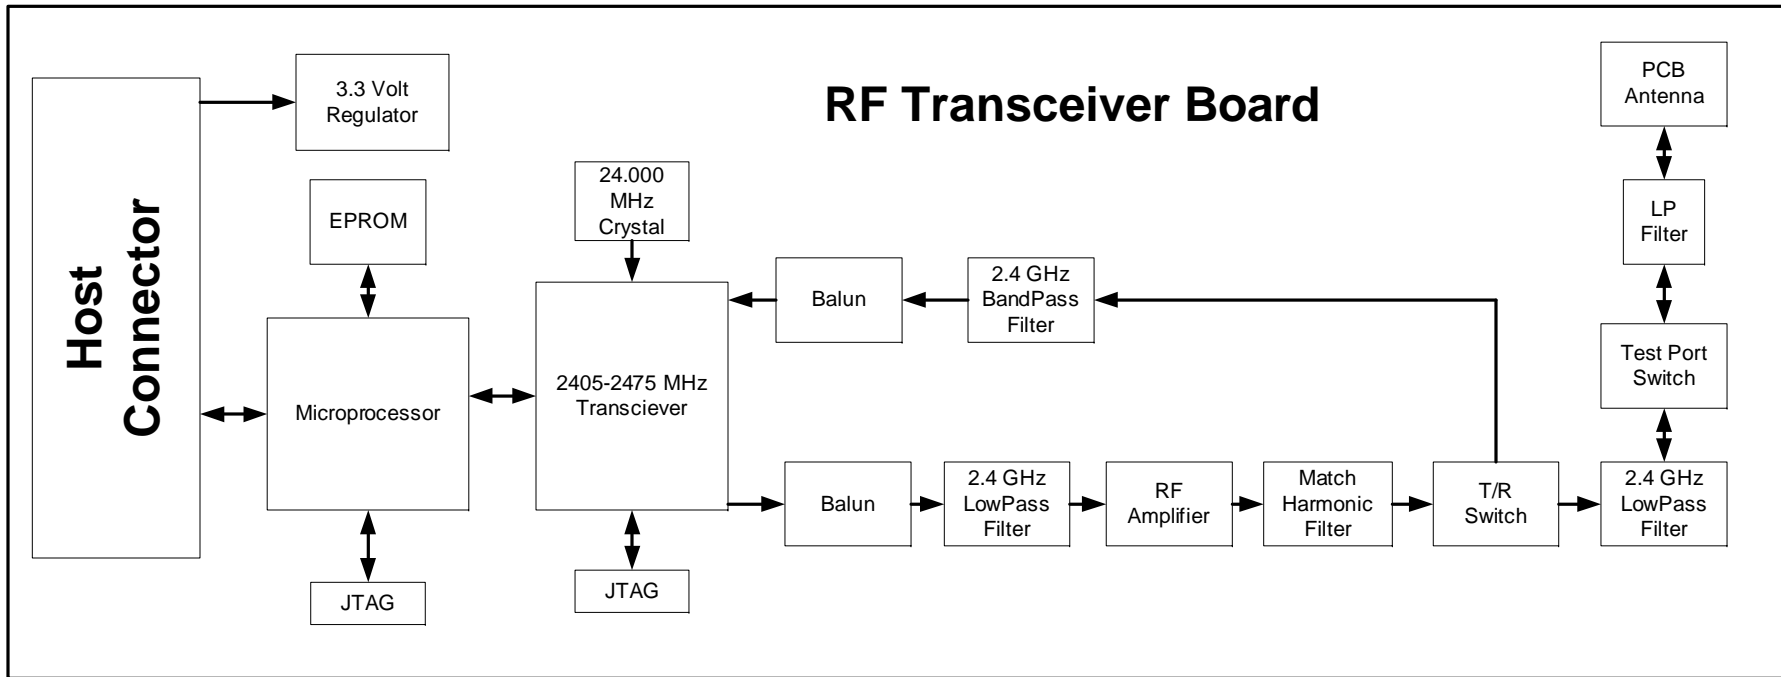 RF Transceiver Board
Host
Connector
3.3 Volt
Regulator
EPROM
Microprocessor
JTAG
24.000
MHz
Crystal
2405-2475 MHz
Transciever
JTAG
Balun
2.4 GHz
BandPass
Filter
Balun
2.4 GHz
LowPass
Filter
RF
Amplifier
Match
Harmonic
Filter
T/R
Switch
2.4 GHz
LowPass
Filter
Test Port
Switch
LP
Filter
PCB
Antenna